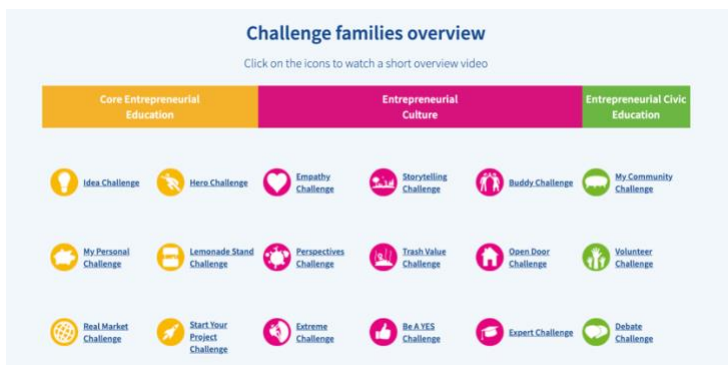 Challenge families overview
Click on the icons to watch a short overview video
Core Entrepreneurial
Education
Entrepreneurial
Culture
Entrepreneurial Civic
Education
Idea Challenge
Hero Challenge
Empathy
Challenge
Storytelling
Challenge
Buddy Challenge
My Community
Challenge
My Personal
Challenge
Lemonade Stand
Challenge
Perspectives
Challenge
Trash Value
Challenge
Open Door
Challenge
Volunteer
Challenge
Real Market
Challenge
Start Your
Project
Challenge
Extreme
Challenge
Be A YES
Challenge
Expert Challenge
Debate
Challenge